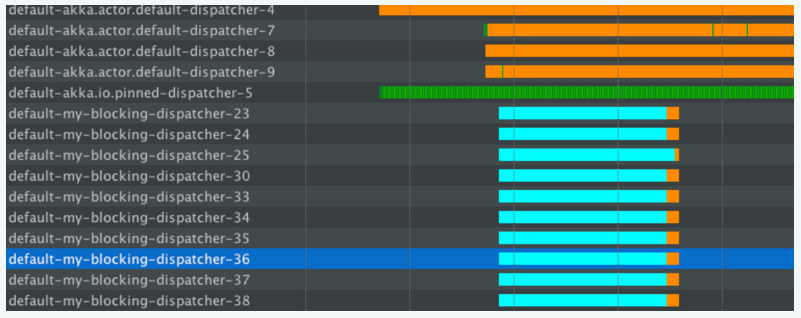 default-akka.actor.default-dispatcher-4
default-akka.actor.default-dispatcher-7
default-akka.actor.default-dispatcher-8
default-akka.actor.default-dispatcher-9
default-akka.io.pinned-dispatcher-5
default-my-blocking-dispatcher-23
default-my-blocking-dispatcher-24
default-my-blocking-dispatcher-25
default-my-blocking-dispatcher-30
default-my-blocking-dispatcher-33
default-my-blocking-dispatcher-34
default-my-blocking-dispatcher-35
default-my-blocking-dispatcher-36
default-my-blocking-dispatcher-37
default-my-blocking-dispatcher-38